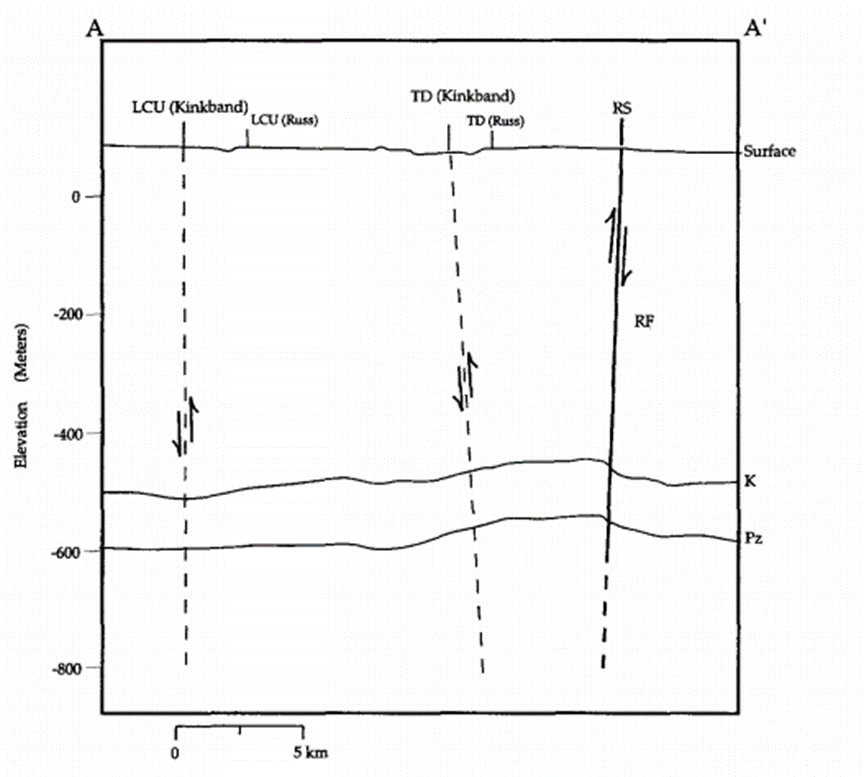 A
A'
LCU (Kinkband)
LCU (Russ)
TD (Kinkband)
TD (Russ)
RS
Surface
0
-200
RF
Elevation (Meters)
-400
K
Pz
-600
-800
0
5 km